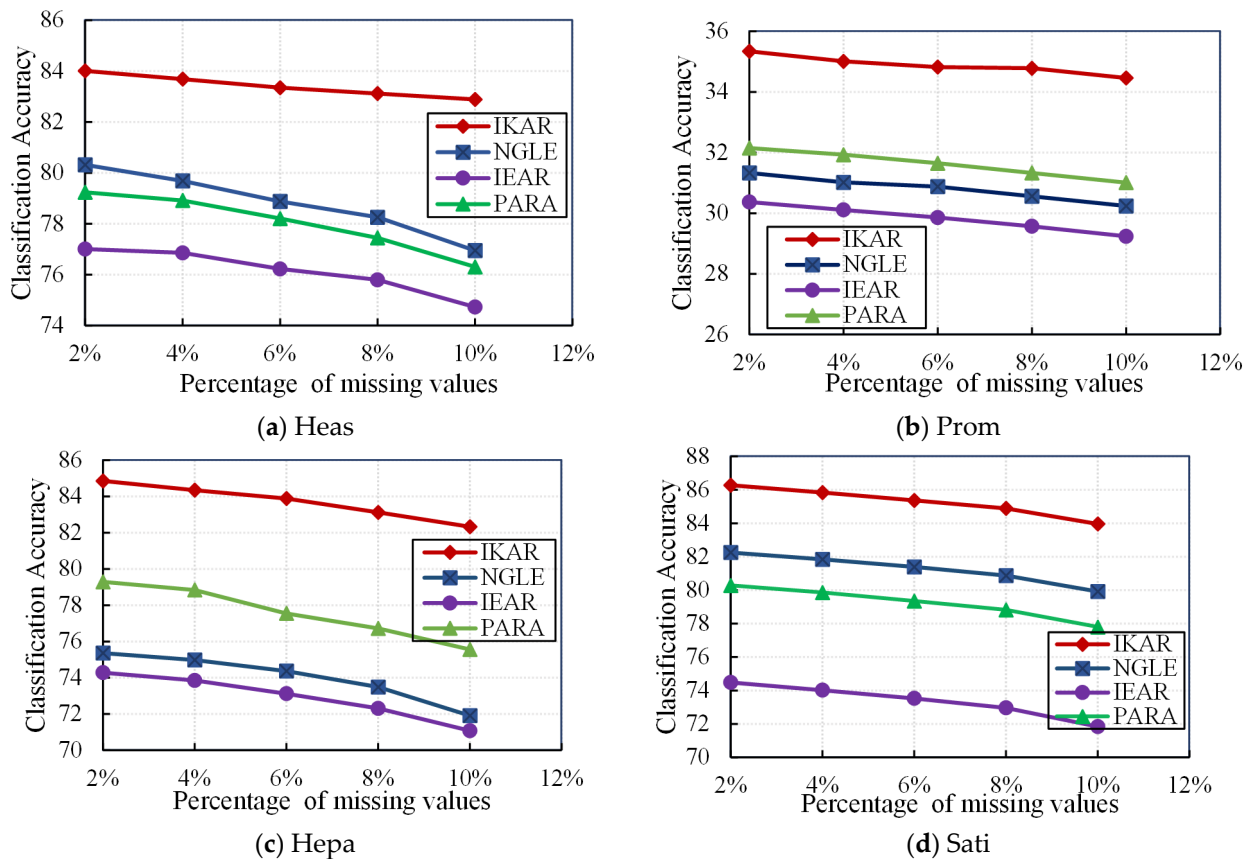 Classification Accuracy
86
84
82
80
78
76
74
2%
4%
6%
8%
10%
12%
Percentage of missing values
IKAR
NGLE
IEAR
PARA
(a) Heas
Classification Accuracy
36
34
32
30
28
26
2%
4%
6%
8%
10%
12%
Percentage of missing values
IKAR
NGLE
IEAR
PARA
(b) Prom
Classification Accuracy
86
84
82
80
78
76
74
72
70
2%
4%
6%
8%
10%
12%
Percentage of missing values
IKAR
NGLE
IEAR
PARA
(c) Hepa
Classification Accuracy
88
86
84
82
80
78
76
74
72
70
2%
4%
6%
8%
10%
12%
Percentage of missing values
IKAR
NGLE
IEAR
PARA
(d) Sati